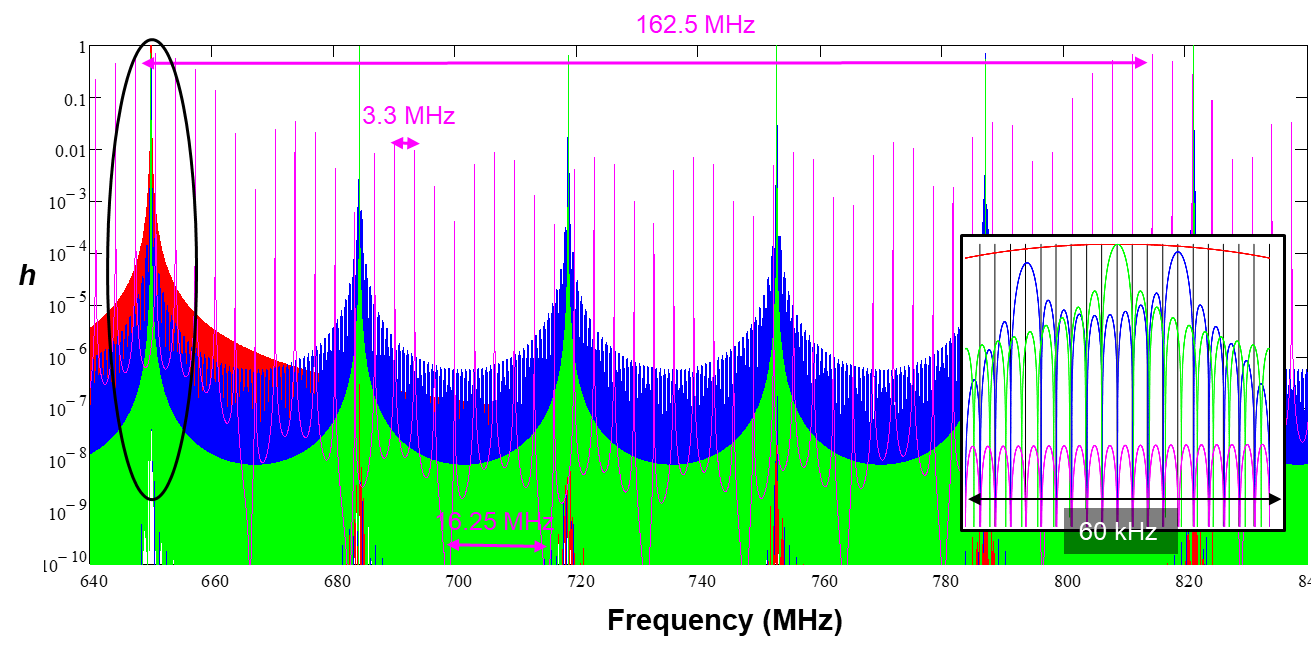 162.5 MHz
1
0.1
3.3 MHz
0.01
10⁻³
10⁻⁴
h
10⁻⁵
10⁻⁶
10⁻⁷
10⁻⁸
10⁻⁹
16.25 MHz
60 kHz
10⁻¹⁰
640 660 680 700 720 740 760 780 800 820 84
Frequency (MHz)